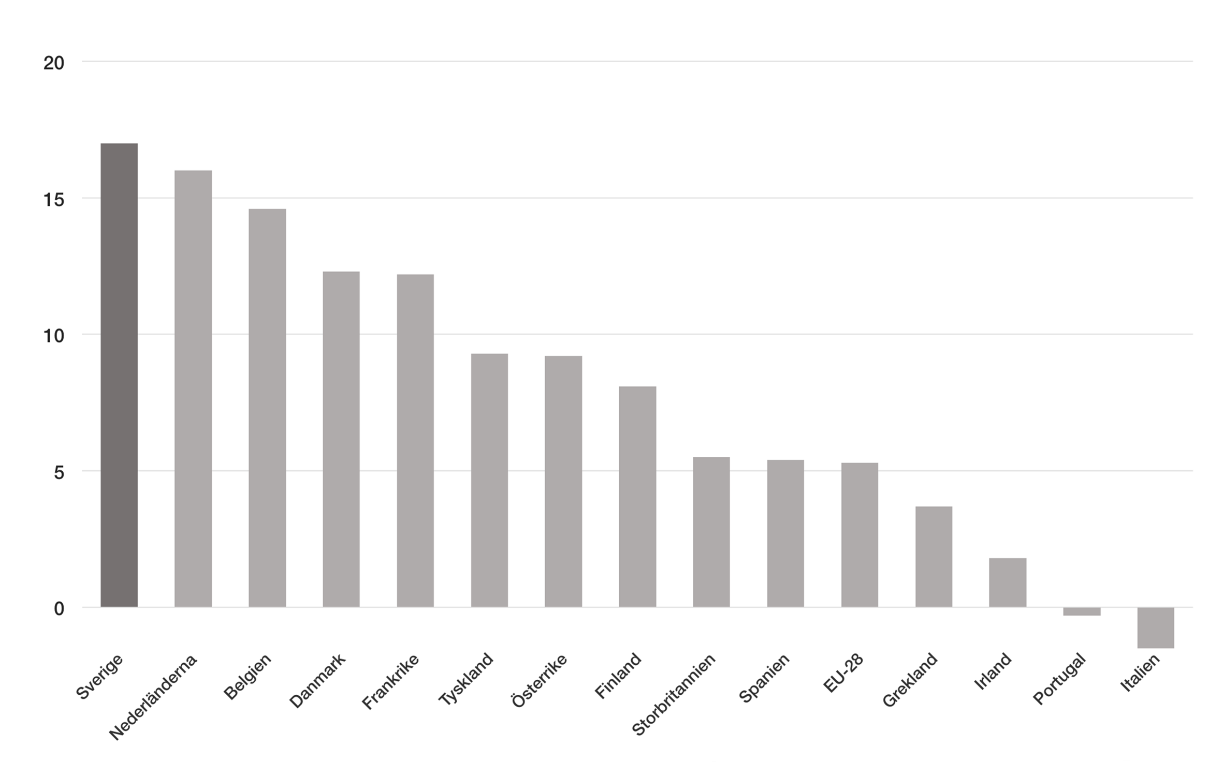 20
15
10
5
0
Sverige
Nederländerna
Belgien
Danmark
Frankrike
Tyskland
Österrike
Finland
Storbritannien
Spanien
EU-28
Grekland
Irland
Portugal
Italien